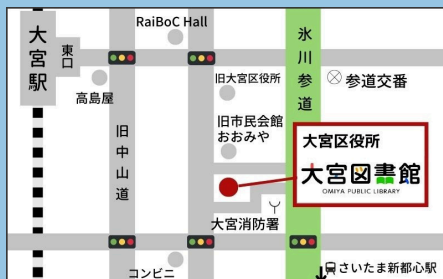 RaiBoC Hall
大宮駅
東口
高島屋
旧中山道
旧大宮区役所
氷川参道
参道交番
旧市民会館
おおみや
大宮区役所
大宮図書館
OMIYA PUBLIC LIBRARY
大宮消防署
コンビニ
さいたま新都心駅